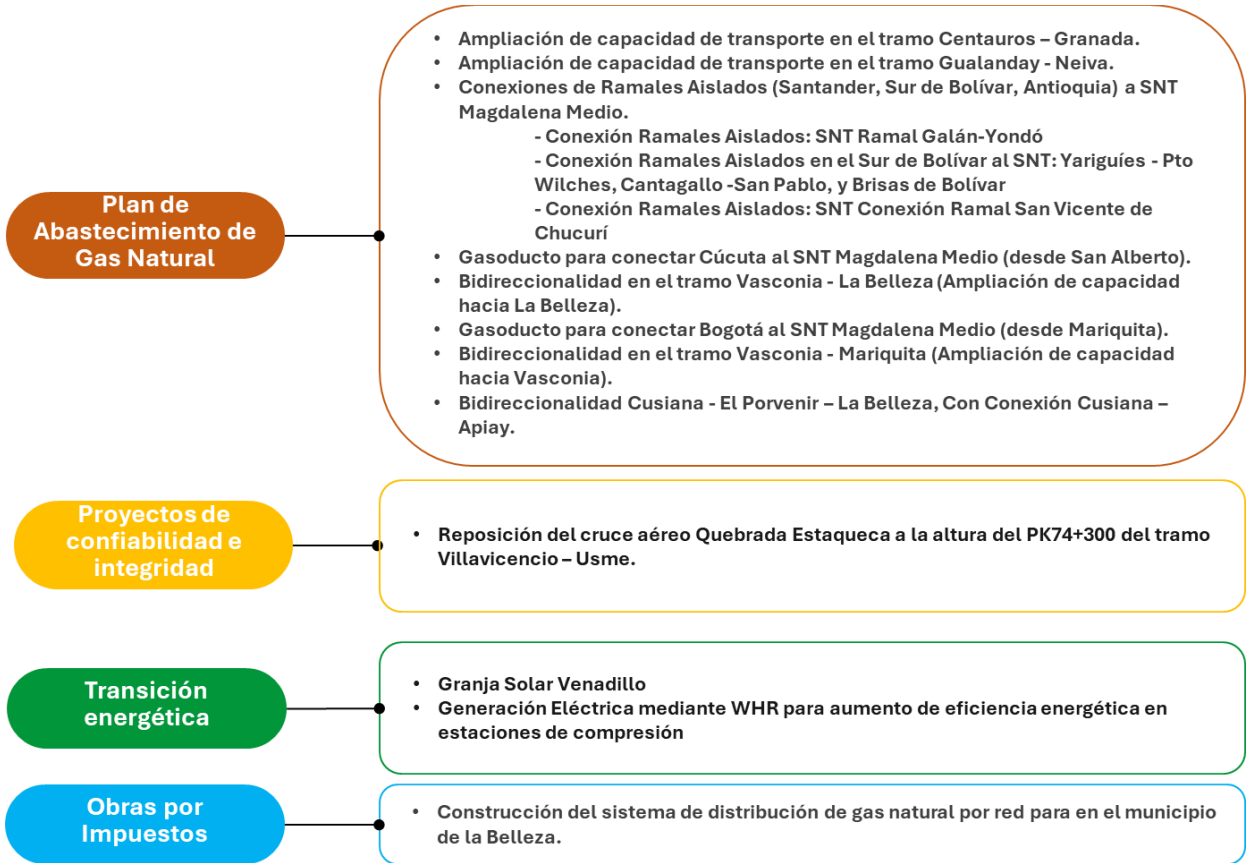 Plan de
Abastecimiento de
Gas Natural
• Ampliación de capacidad de transporte en el tramo Centauros – Granada.
• Ampliación de capacidad de transporte en el tramo Gualanday - Neiva.
• Conexiones de Ramales Aislados (Santander, Sur de Bolívar, Antioquia) a SNT
Magdalena Medio.
- Conexión Ramales Aislados: SNT Ramal Galán-Yondó
- Conexión Ramales Aislados en el Sur de Bolívar al SNT: Yariguíes - Pto
Wilches, Cantagallo -San Pablo, y Brisas de Bolívar
- Conexión Ramales Aislados: SNT Conexión Ramal San Vicente de
Chucurí
• Gasoducto para conectar Cúcuta al SNT Magdalena Medio (desde San Alberto).
• Bidireccionalidad en el tramo Vasconia - La Belleza (Ampliación de capacidad
hacia La Belleza).
• Gasoducto para conectar Bogotá al SNT Magdalena Medio (desde Mariquita).
• Bidireccionalidad en el tramo Vasconia - Mariquita (Ampliación de capacidad
hacia Vasconia).
• Bidireccionalidad Cusiana - El Porvenir – La Belleza, Con Conexión Cusiana –
Apiay.
Proyectos de
confiabilidad e
integridad
• Reposición del cruce aéreo Quebrada Estaqueca a la altura del PK74+300 del tramo
Villavicencio – Usme.
Transición
energética
• Granja Solar Venadillo
• Generación Eléctrica mediante WHR para aumento de eficiencia energética en
estaciones de compresión
Obras por
Impuestos
• Construcción del sistema de distribución de gas natural por red para en el municipio
de la Belleza.